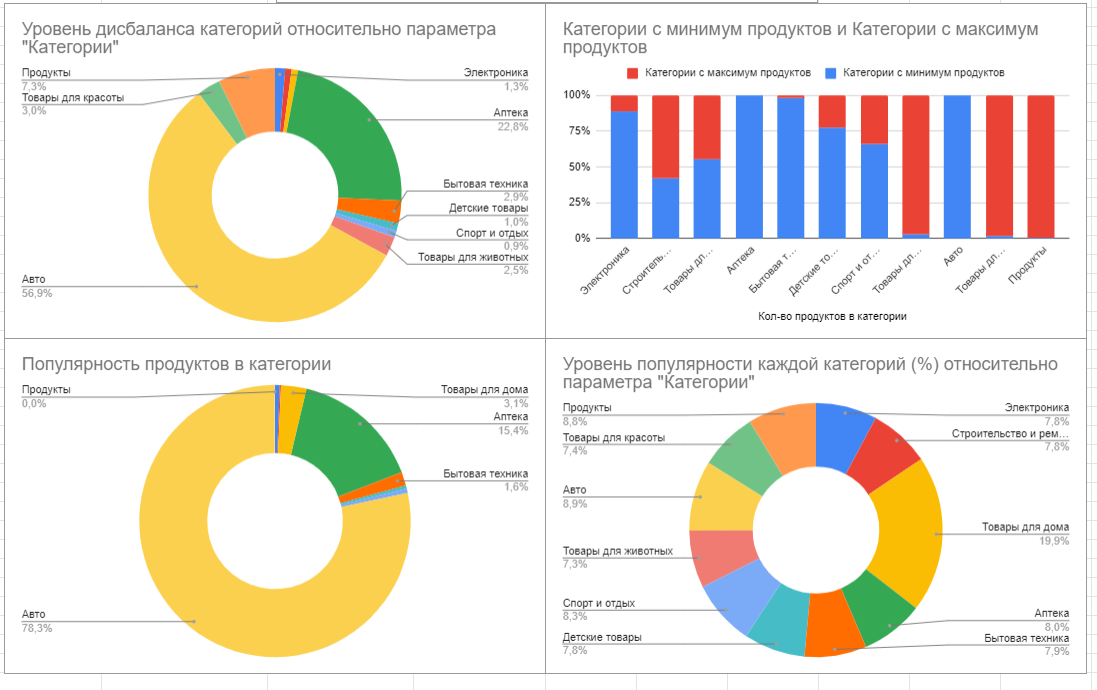 Уровень дисбаланса категорий относительно параметра
"Категории"
Продукты
7,3%
Товары для красоты
3,0%
Авто
56,9%
Электроника
1,3%
Аптека
22,8%
Бытовая техника
2,9%
Детские товары
1,0%
Спорт и отдых
0,9%
Товары для животных
2,5%
Категории с минимум продуктов и Категории с максимум
продуктов
Категории с максимум продуктов
Категории с минимум продуктов
100%
75%
50%
25%
0%
Электроника
Строитель…
Товары дл…
Аптека
Бытовая т…
Детские то…
Спорт и от…
Товары дл…
Авто
Товары дл…
Продукты
Кол-во продуктов в категории
Популярность продуктов в категории
Продукты
0,0%
Авто
78,3%
Товары для дома
3,1%
Аптека
15,4%
Бытовая техника
1,6%
Уровень популярности каждой категорий (%) относительно
параметра "Категории"
Продукты
8,8%
Товары для красоты
7,4%
Авто
8,9%
Товары для животных
7,3%
Спорт и отдых
8,3%
Детские товары
7,8%
Электроника
7,8%
Строительство и рем…
7,8%
Товары для дома
19,9%
Аптека
8,0%
Бытовая техника
7,9%